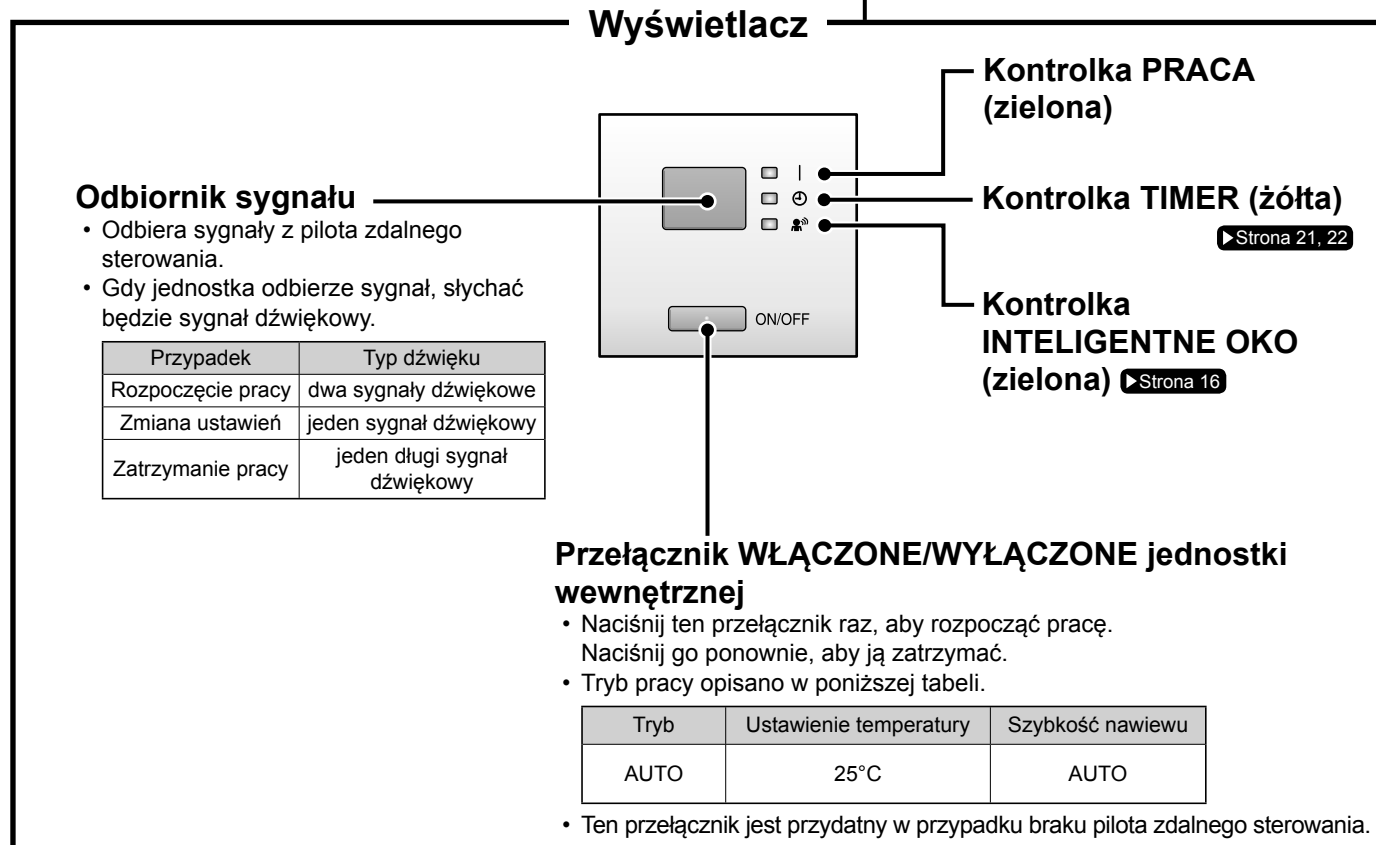 Wyświetlacz
Kontrolka PRACA
(zielona)
Kontrolka TIMER (żółta)
Strona 21, 22
Kontrolka
INTELIGENTNE OKO
(zielona) Strona 16
Odbiornik sygnału
• Odbiera sygnały z pilota zdalnego
sterowania.
• Gdy jednostka odbierze sygnał, słychać
będzie sygnał dźwiękowy.
Przypadek Typ dźwięku
Rozpoczęcie pracy dwa sygnały dźwiękowe
Zmiana ustawień jeden sygnał dźwiękowy
Zatrzymanie pracy jeden długi sygnał
dźwiękowy
ON/OFF
Przełącznik WŁĄCZONE/WYŁĄCZONE jednostki
wewnętrznej
• Naciśnij ten przełącznik raz, aby rozpocząć pracę.
Naciśnij go ponownie, aby ją zatrzymać.
• Tryb pracy opisano w poniższej tabeli.
Tryb Ustawienie temperatury Szybkość nawiewu
AUTO 25°C AUTO
• Ten przełącznik jest przydatny w przypadku braku pilota zdalnego sterowania.